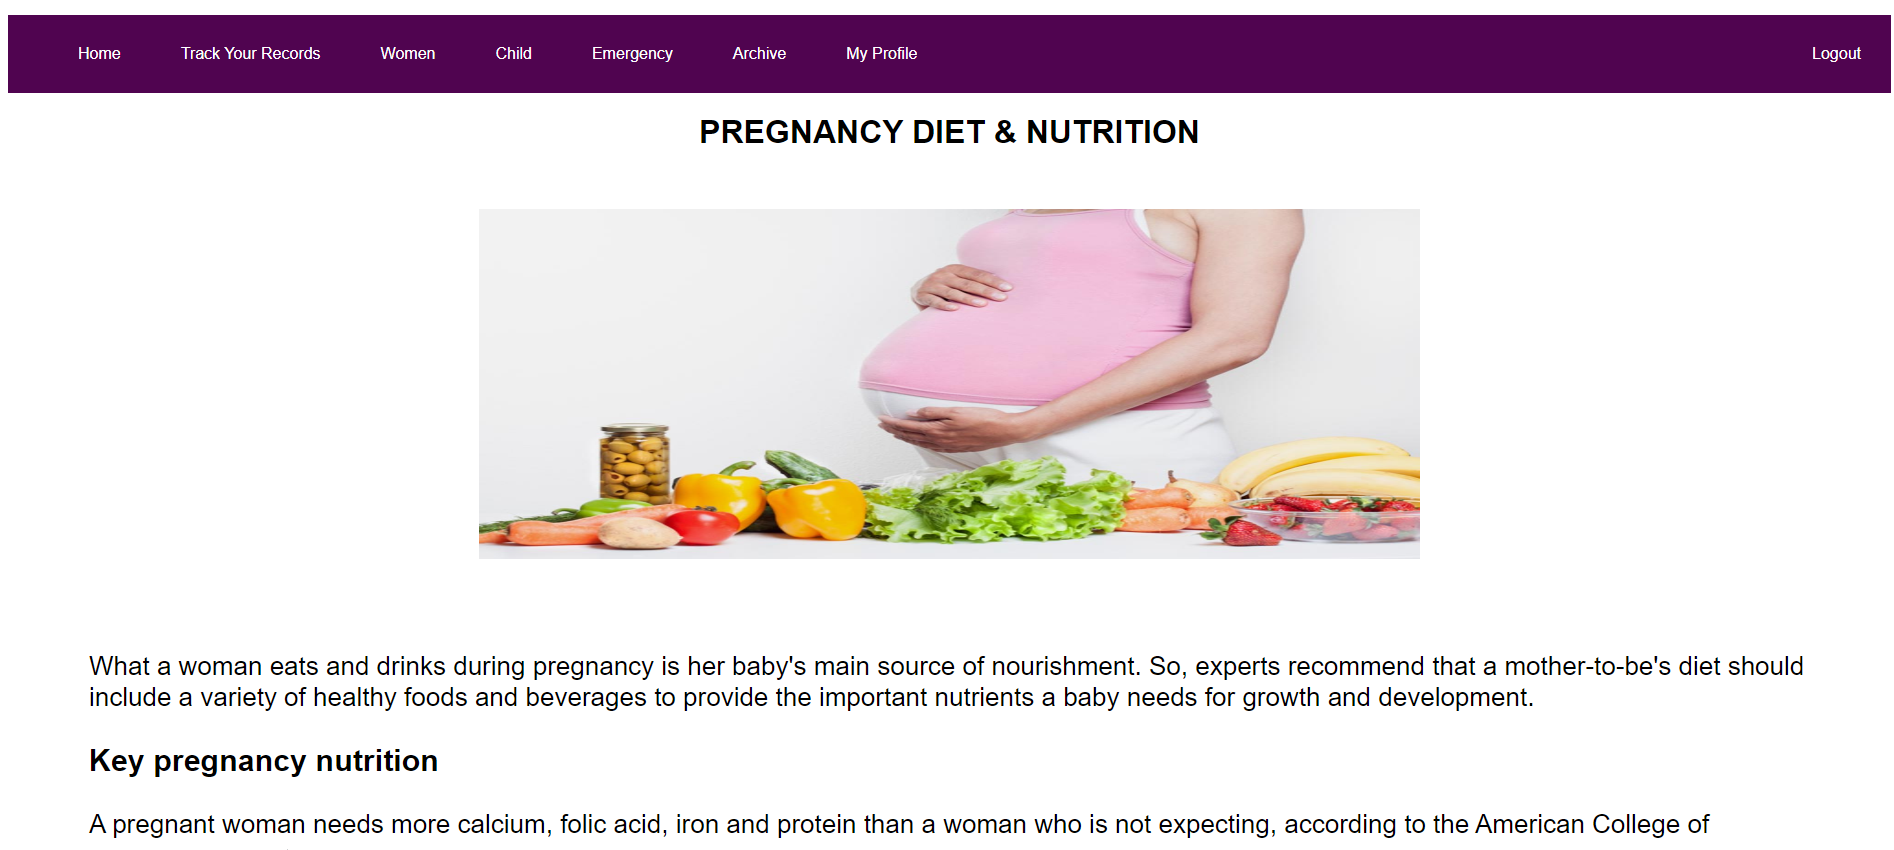 Home Track Your Records Women Child Emergency Archive My Profile Logout
PREGNANCY DIET & NUTRITION
What a woman eats and drinks during pregnancy is her baby's main source of nourishment. So, experts recommend that a mother-to-be's diet should
include a variety of healthy foods and beverages to provide the important nutrients a baby needs for growth and development.
Key pregnancy nutrition
A pregnant woman needs more calcium, folic acid, iron and protein than a woman who is not expecting, according to the American College of